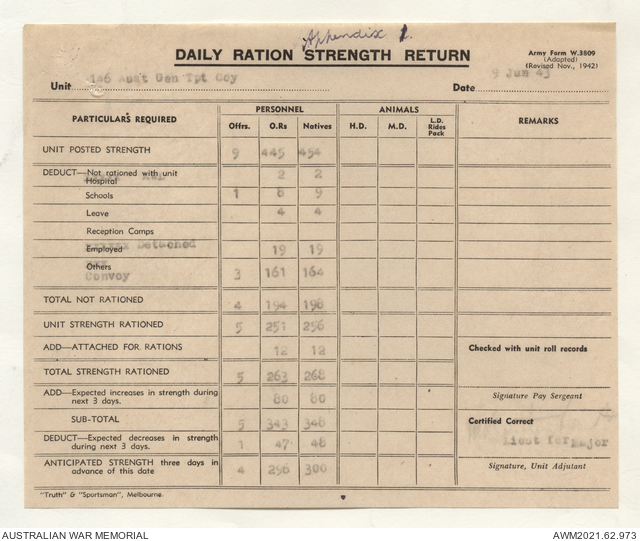 Appendix 1.
DAILY RATION STRENGTH RETURN
Army Form W.3809
(Adapted)
(Revised Nov., 1942)
Unit 146 Aust Gen Tpt Coy Date 9 Jun 43
PARTICULARS REQUIRED PERSONNEL ANIMALS REMARKS
Offrs. O.Rs Natives H.D. M.D. L.D. Rides Pack
UNIT POSTED STRENGTH 9 445 454
DEDUCT—Not rationed with unit
Hospital 2 2
Schools 1 8 9
Leave 4 4
Reception Camps
Detached
Employed 19 19
Others
Convoy 3 161 164
TOTAL NOT RATIONED 4 194 198
UNIT STRENGTH RATIONED 5 251 256
ADD—ATTACHED FOR RATIONS 12 12 Checked with unit roll records
TOTAL STRENGTH RATIONED 5 263 268
ADD—Expected increases in strength during
next 3 days. 80 80 Signature Pay Sergeant
SUB-TOTAL 5 343 348 Certified Correct
DEDUCT—Expected decreases in strength
during next 3 days. 1 47 48 Lieut for Major
ANTICIPATED STRENGTH three days in
advance of this date 4 296 300 Signature, Unit Adjutant
"Truth" & "Sportsman", Melbourne.
AUSTRALIAN WAR MEMORIAL AWM2021.62.973